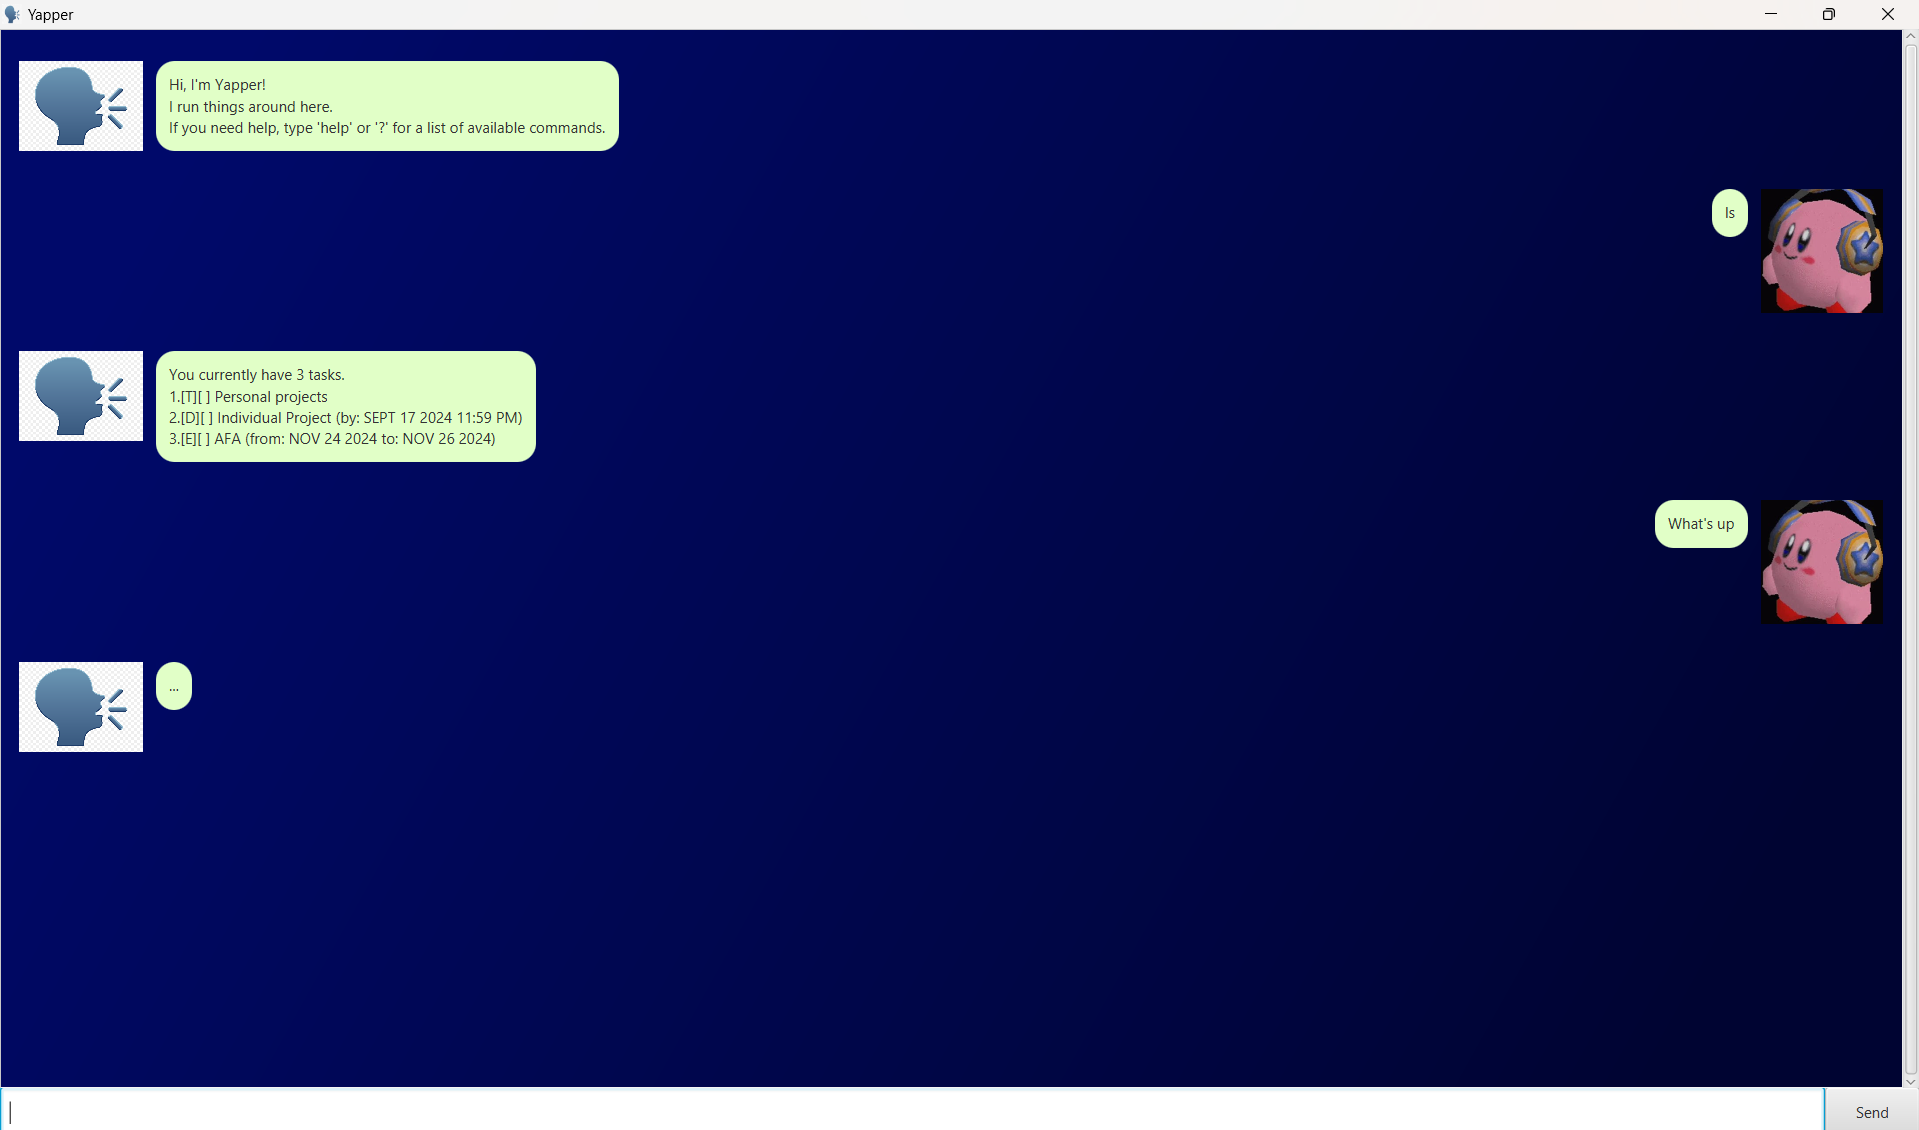 Yapper
Hi, I'm Yapper!
I run things around here.
If you need help, type 'help' or '?' for a list of available commands.
ls
You currently have 3 tasks.
1.[T][ ] Personal projects
2.[D][ ] Individual Project (by: SEPT 17 2024 11:59 PM)
3.[E][ ] AFA (from: NOV 24 2024 to: NOV 26 2024)
What's up
...
Send